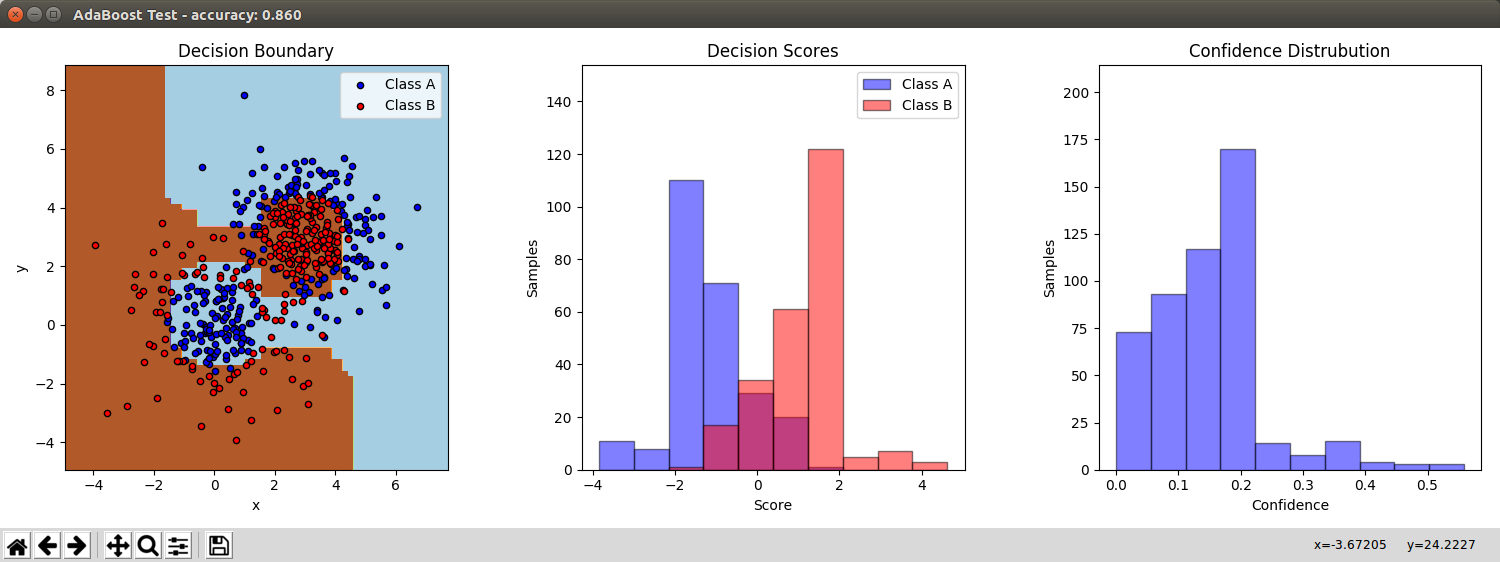 AdaBoost Test - accuracy: 0.860
Decision Boundary
Class A
Class B
8
6
4
2
0
−2
−4
y
−4 −2 0 2 4 6
x
Decision Scores
Class A
Class B
140
120
100
80
60
40
20
0
Samples
−4 −2 0 2 4
Score
Confidence Distrubution
200
175
150
125
100
75
50
25
0
Samples
0.0 0.1 0.2 0.3 0.4 0.5
Confidence
x=-3.67205 y=24.2227